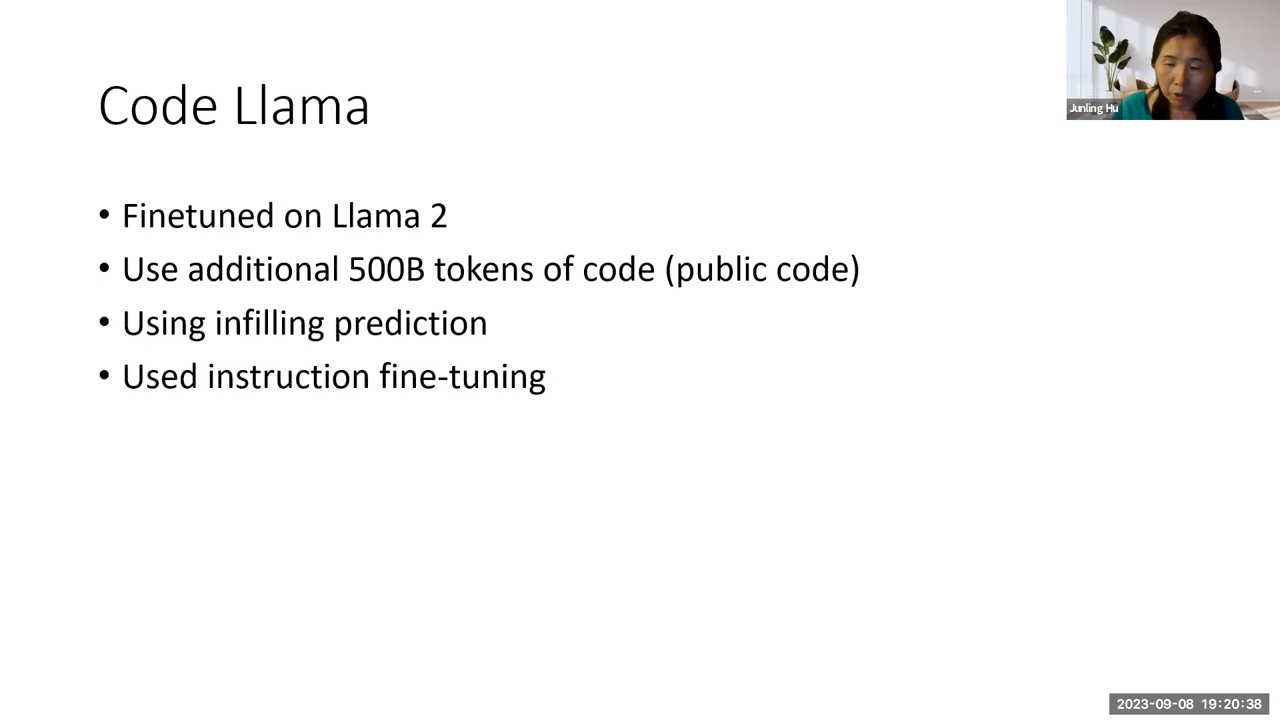 Code Llama
Junling Hu
• Finetuned on Llama 2
• Use additional 500B tokens of code (public code)
• Using infilling prediction
• Used instruction fine-tuning
2023-09-08 19:20:38